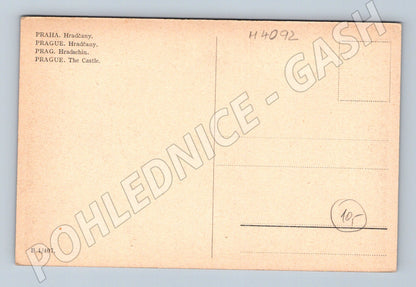 PRAHA. Hradčany.
PRAGUE. Hradčany.
PRAG. Hradschin.
PRAGUE. The Castle.
H4092
POHLEDNICE - GASH
10,-